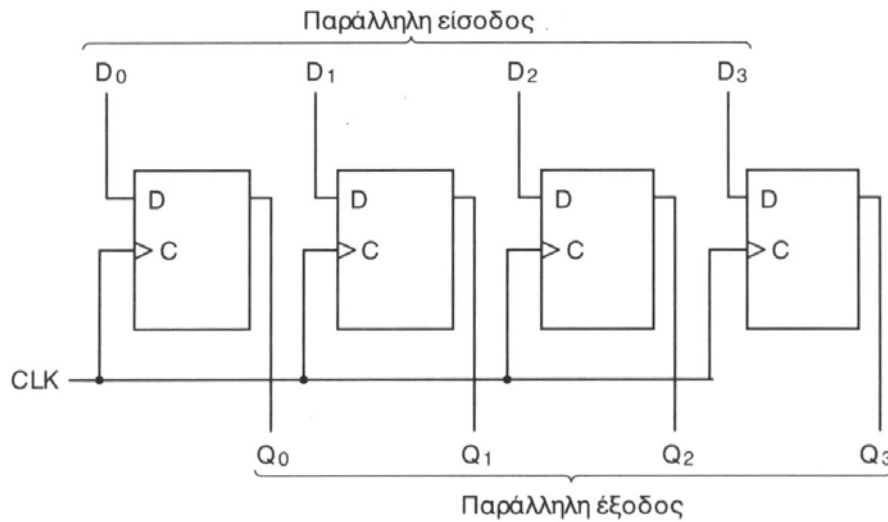 Παράλληλη είσοδος
D0 D1 D2 D3
D D D D
C C C C
CLK
Q0 Q1 Q2 Q3
Παράλληλη έξοδος